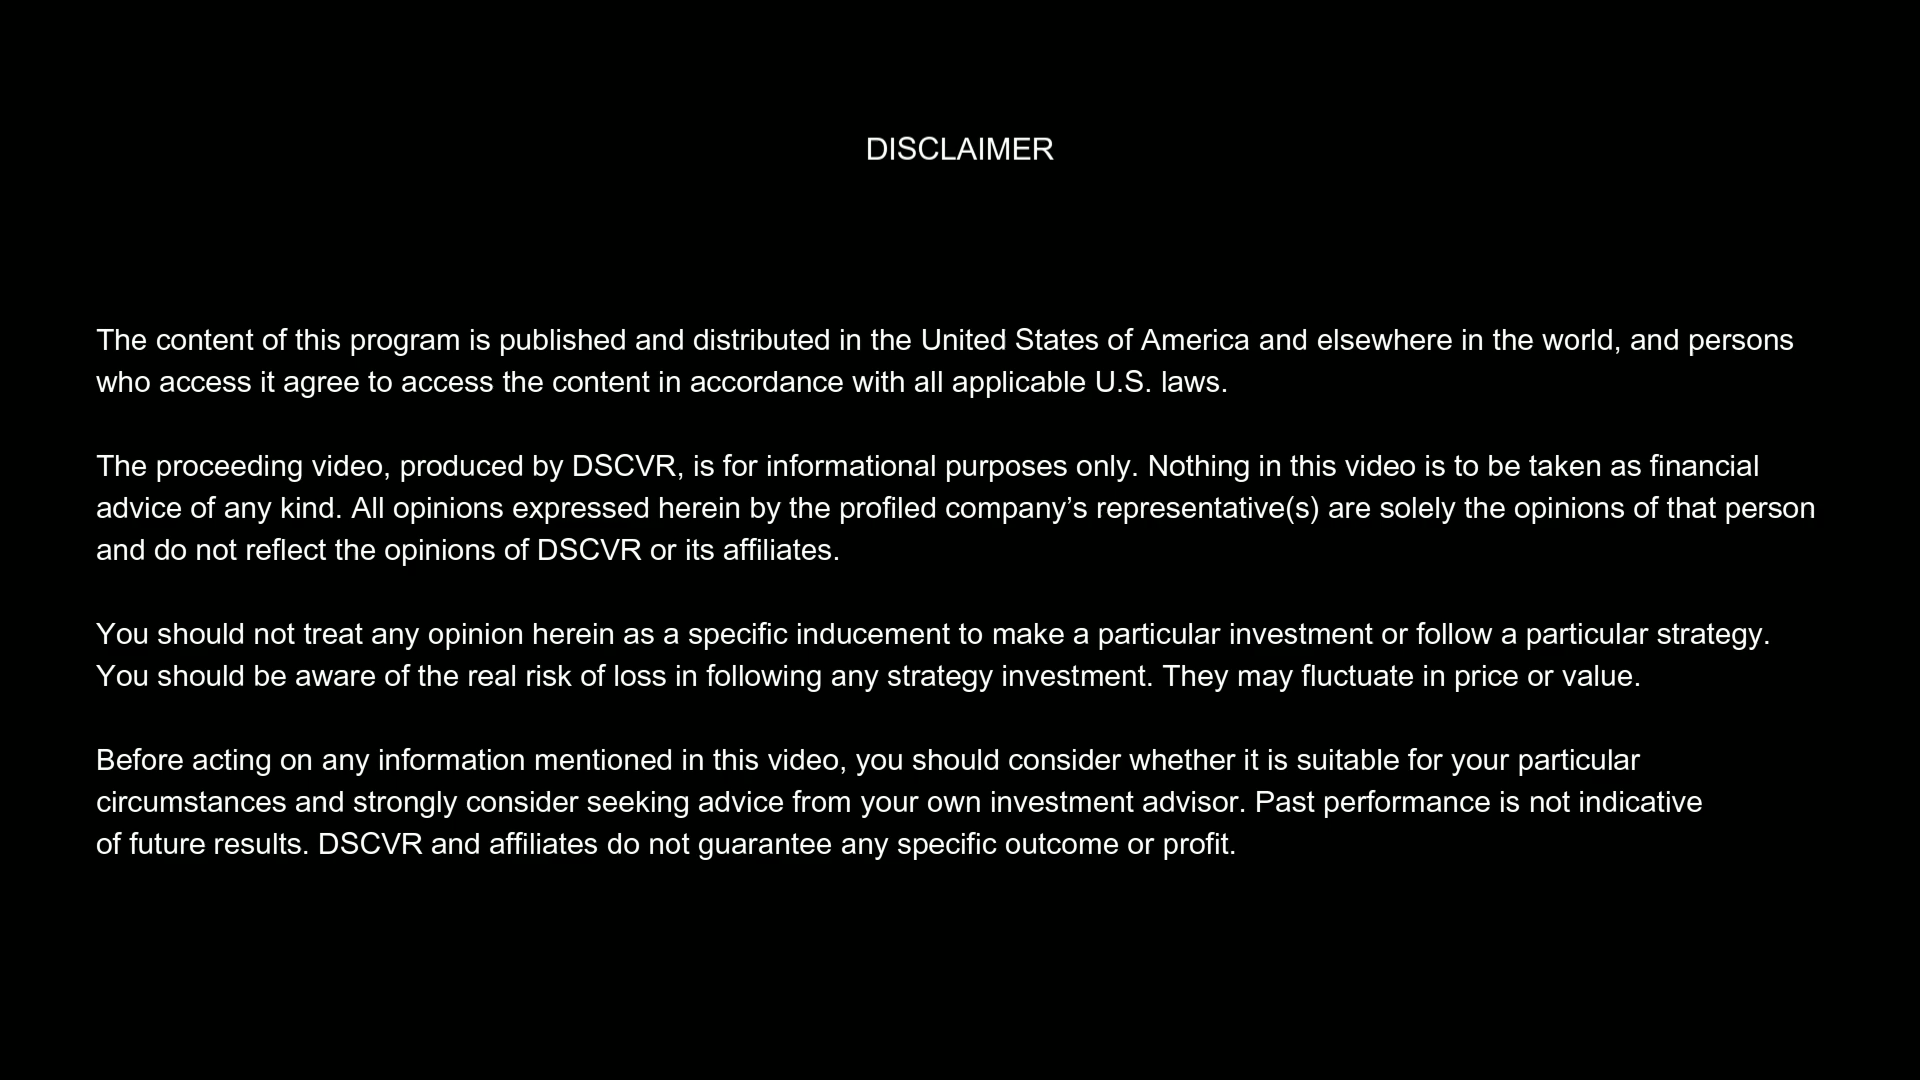 DISCLAIMER
The content of this program is published and distributed in the United States of America and elsewhere in the world, and persons
who access it agree to access the content in accordance with all applicable U.S. laws.
The proceeding video, produced by DSCVR, is for informational purposes only. Nothing in this video is to be taken as financial
advice of any kind. All opinions expressed herein by the profiled company’s representative(s) are solely the opinions of that person
and do not reflect the opinions of DSCVR or its affiliates.
You should not treat any opinion herein as a specific inducement to make a particular investment or follow a particular strategy.
You should be aware of the real risk of loss in following any strategy investment. They may fluctuate in price or value.
Before acting on any information mentioned in this video, you should consider whether it is suitable for your particular
circumstances and strongly consider seeking advice from your own investment advisor. Past performance is not indicative
of future results. DSCVR and affiliates do not guarantee any specific outcome or profit.